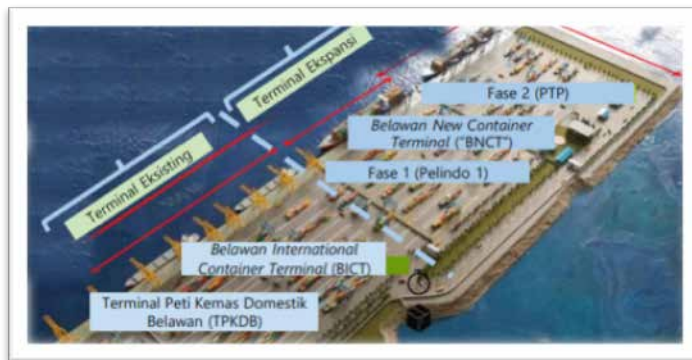 Terminal Ekspansi
Terminal Eksisting
Fase 2 (PTP)
Belawan New Container
Terminal ("BNCT")
Fase 1 (Pelindo 1)
Belawan International
Container Terminal (BICT)
Terminal Peti Kemas Domestik
Belawan (TPKDB)